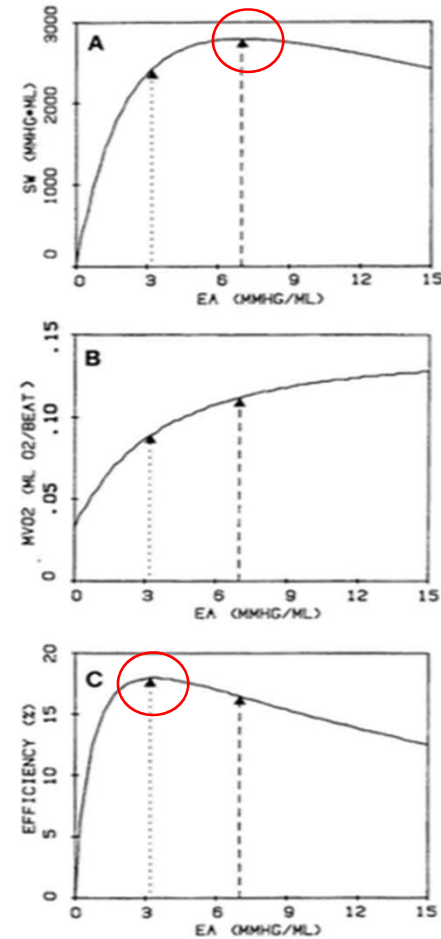 A
SW (MMHG*ML)
3000
2000
1000
0
0 3 6 9 12 15
EA (MMHG/ML)
B
MVO2 (ML O2/BEAT)
.15
.10
.05
0
0 3 6 9 12 15
EA (MMHG/ML)
C
EFFICIENCY (%)
20
15
10
5
0
0 3 6 9 12 15
EA (MMHG/ML)